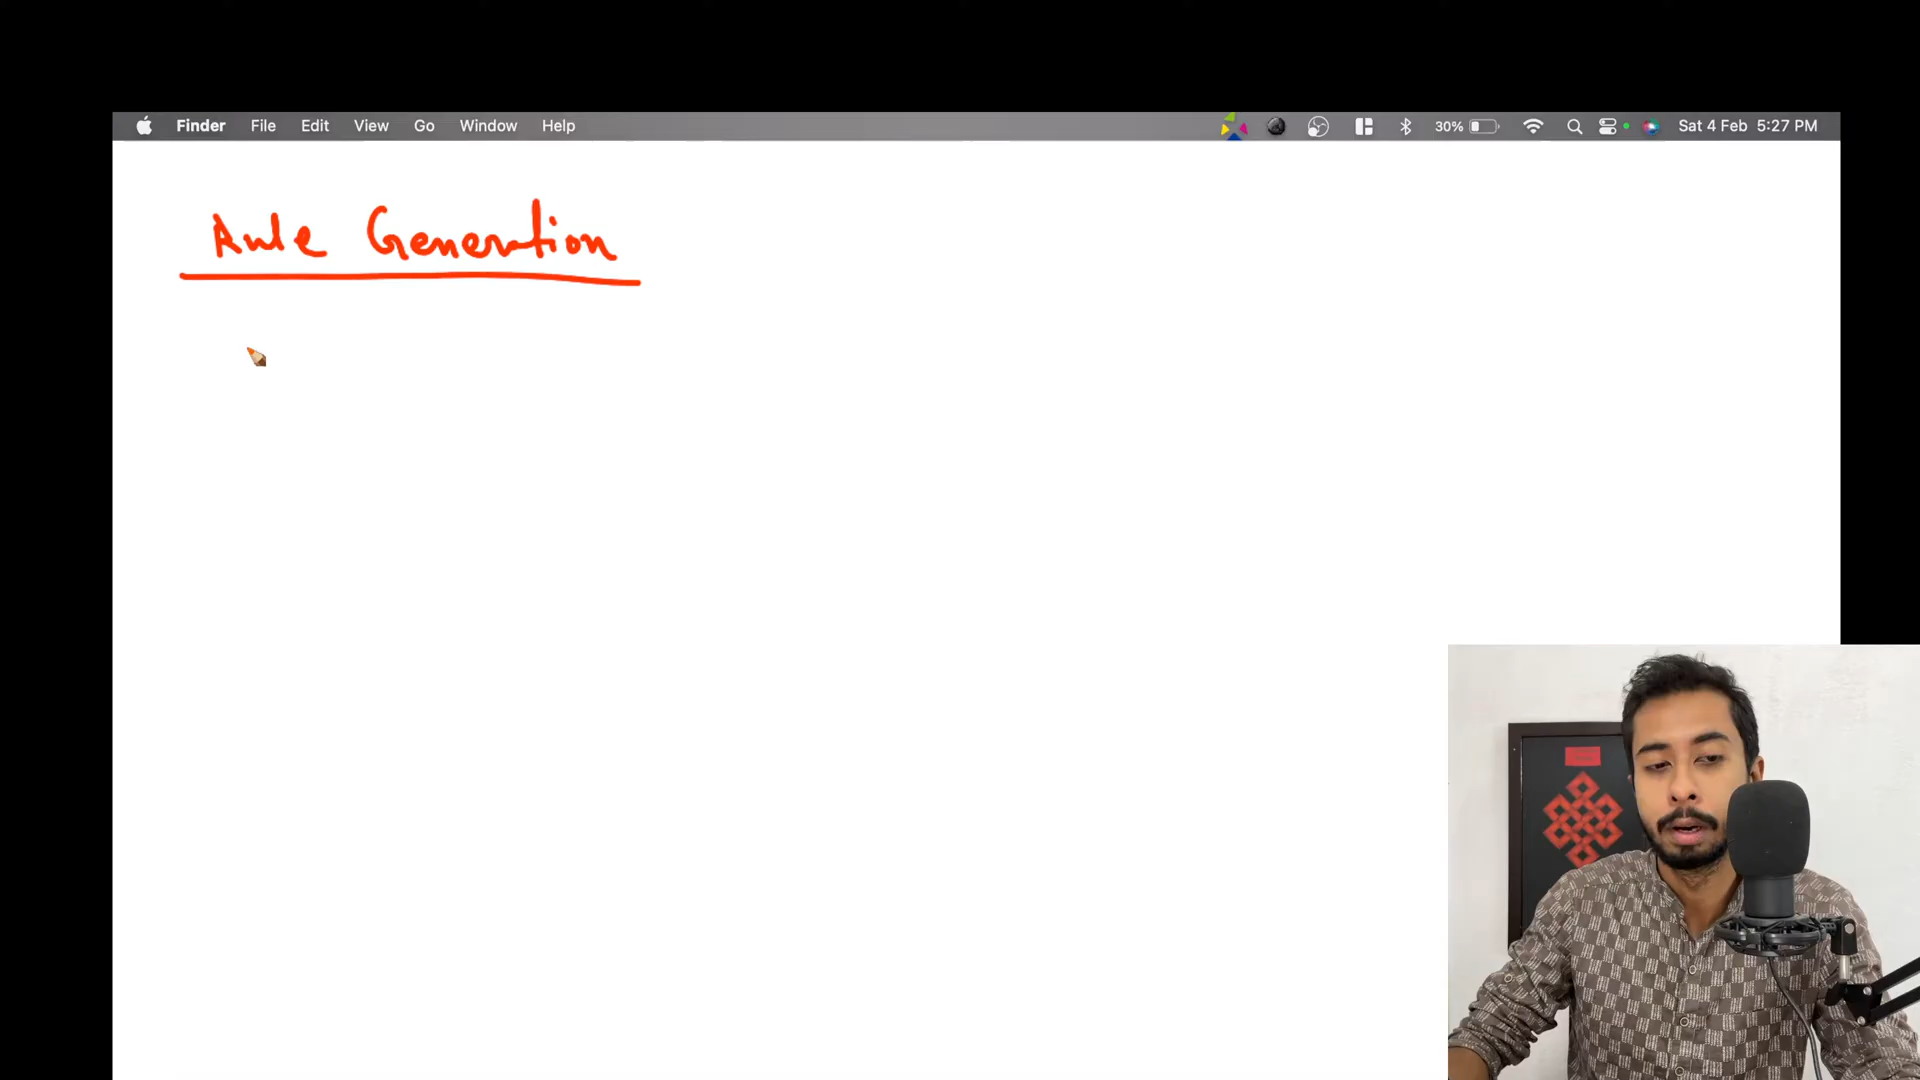 Finder File Edit View Go Window Help 30% Sat 4 Feb 5:27 PM
Rule Generation